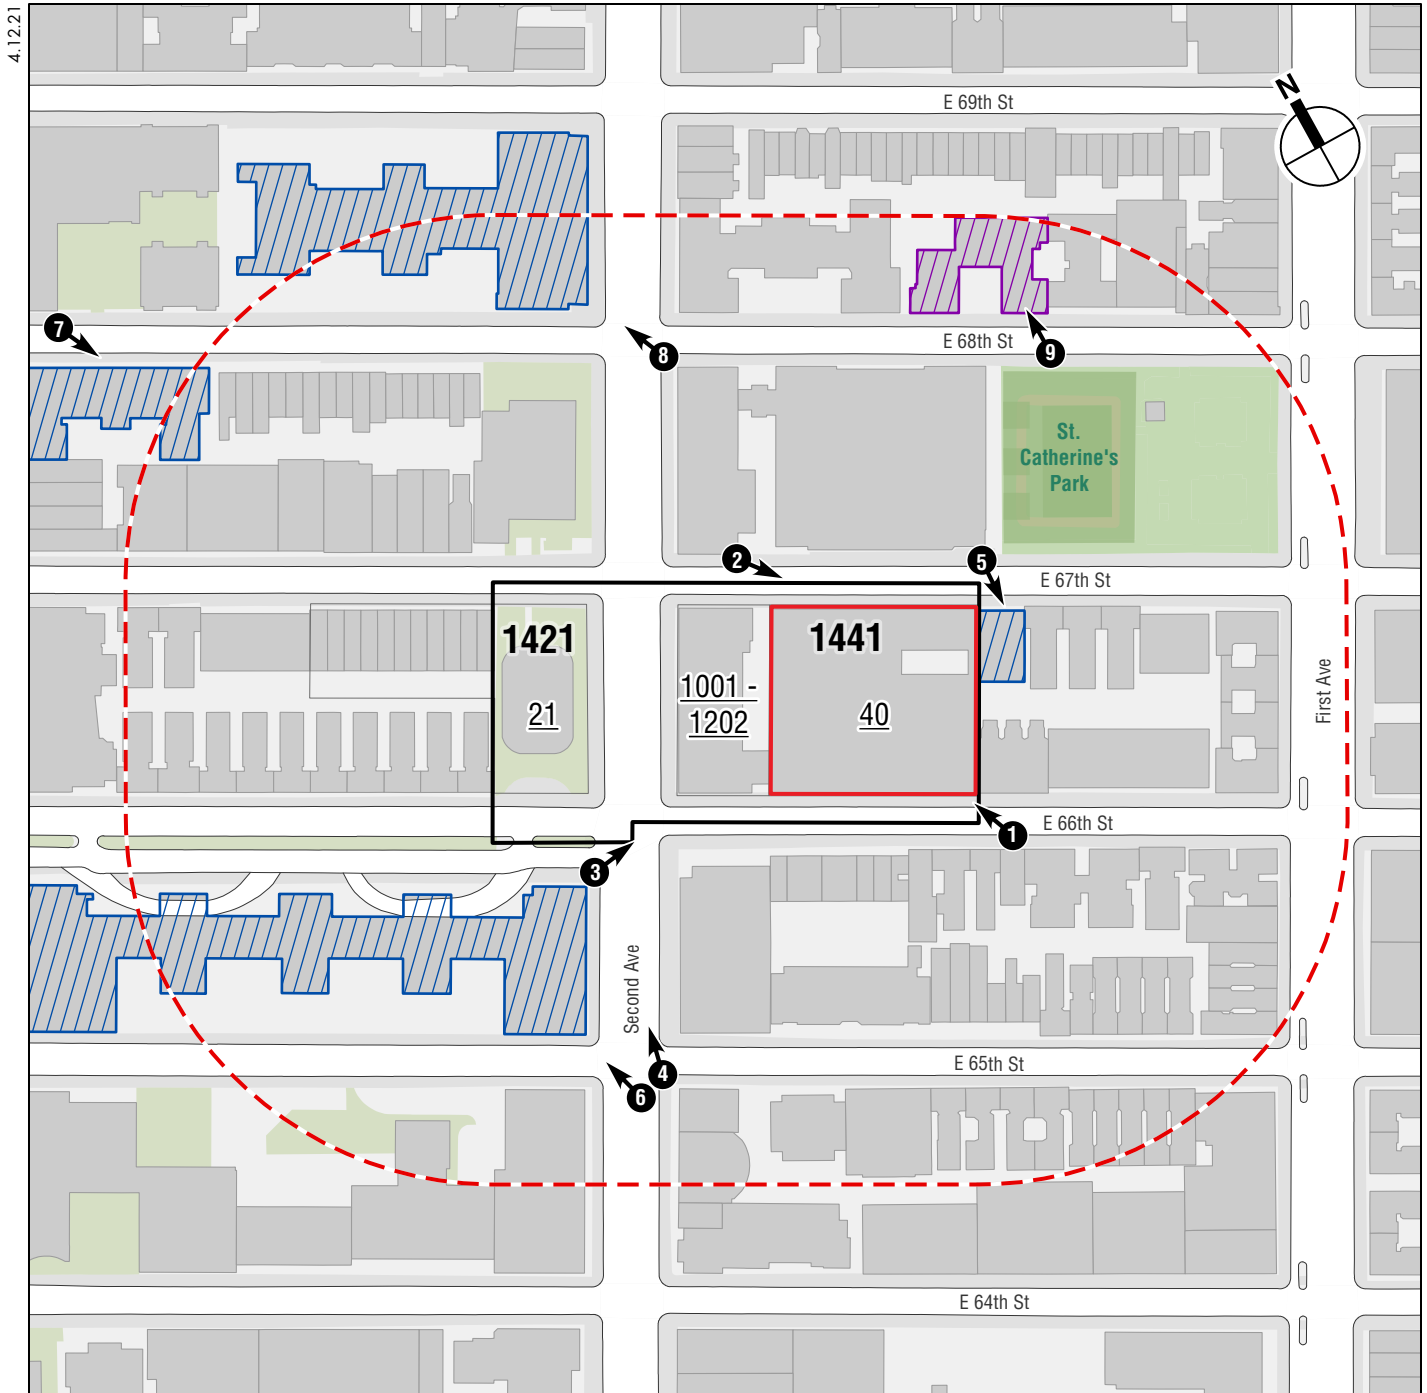 4.12.21
E 69th St
N
7
E 68th St
8
9
St.
Catherine's
Park
2
5
E 67th St
1421
1441
1001 -
1202
21
40
First Ave
1
E 66th St
3
Second Ave
4
E 65th St
6
E 64th St